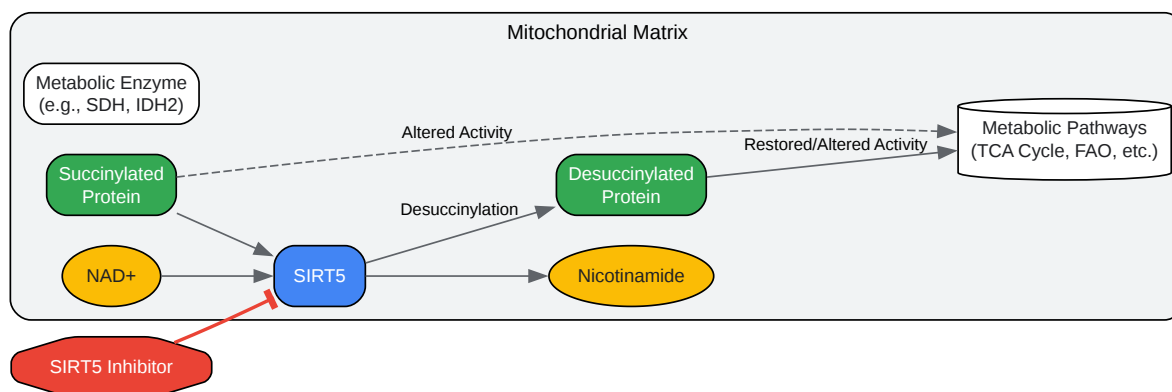 Mitochondrial Matrix
Metabolic Enzyme
(e.g., SDH, IDH2)
Altered Activity
Metabolic Pathways
(TCA Cycle, FAO, etc.)
Restored/Altered Activity
Succinylated
Protein
Desuccinylated
Protein
Desuccinylation
NAD+
SIRT5
Nicotinamide
SIRT5 Inhibitor